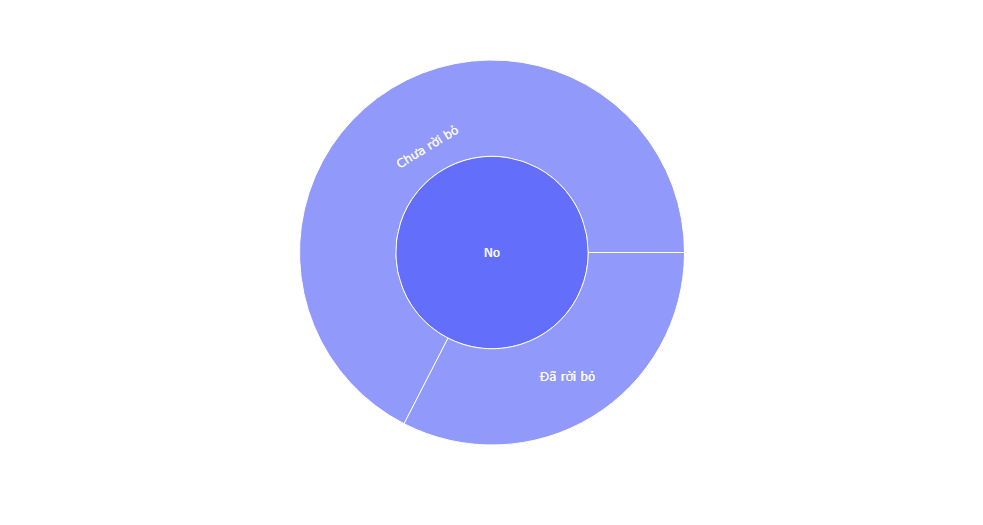 Chưa rời bỏ
No
Đã rời bỏ